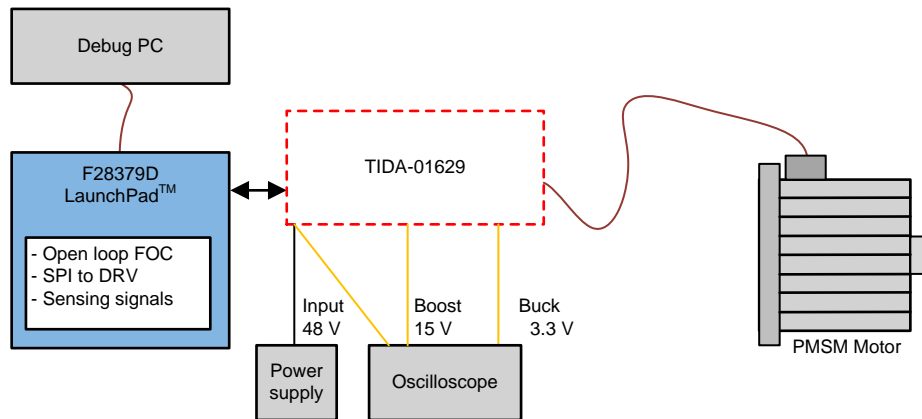 Debug PC
F28379D
LaunchPad™
- Open loop FOC
- SPI to DRV
- Sensing signals
TIDA-01629
Input
48 V
Boost
15 V
Buck
3.3 V
Power
supply
Oscilloscope
PMSM Motor